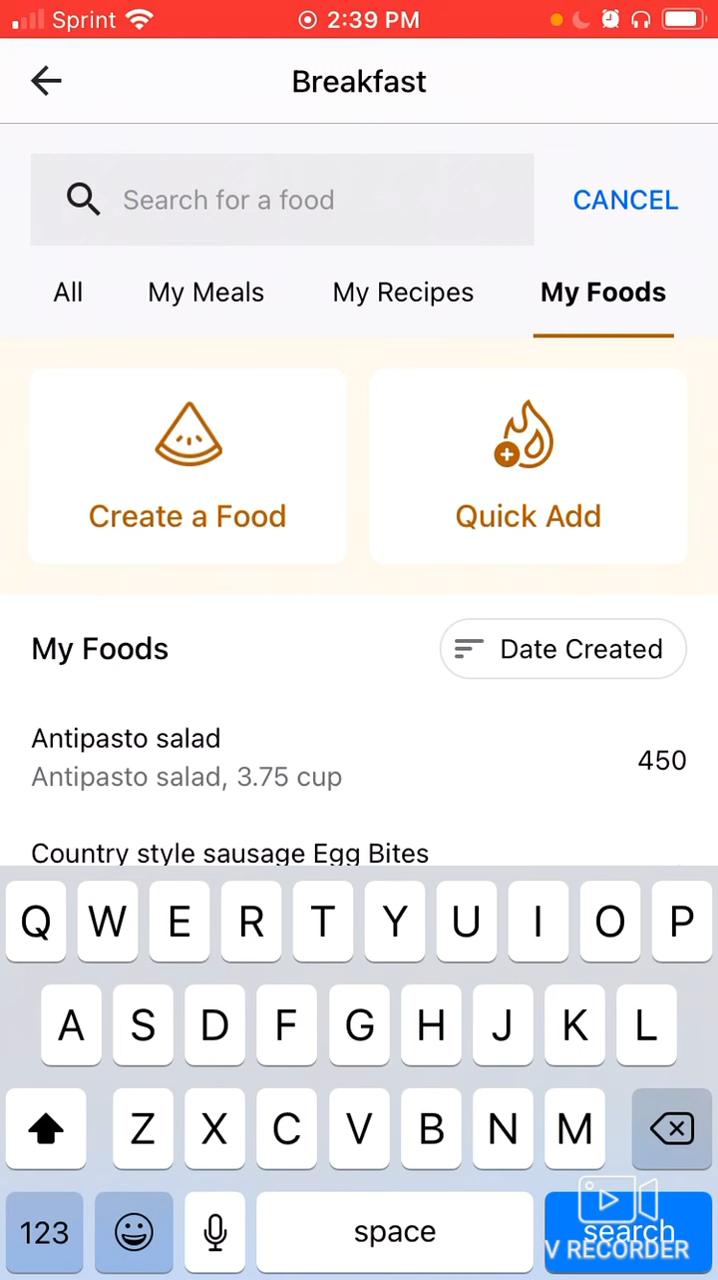 Sprint 2:39 PM
Breakfast
Search for a food CANCEL
All My Meals My Recipes My Foods
Create a Food Quick Add
My Foods Date Created
Antipasto salad
Antipasto salad, 3.75 cup 450
Country style sausage Egg Bites
Q W E R T Y U I O P
A S D F G H J K L
Z X C V B N M
123 space search
V RECORDER